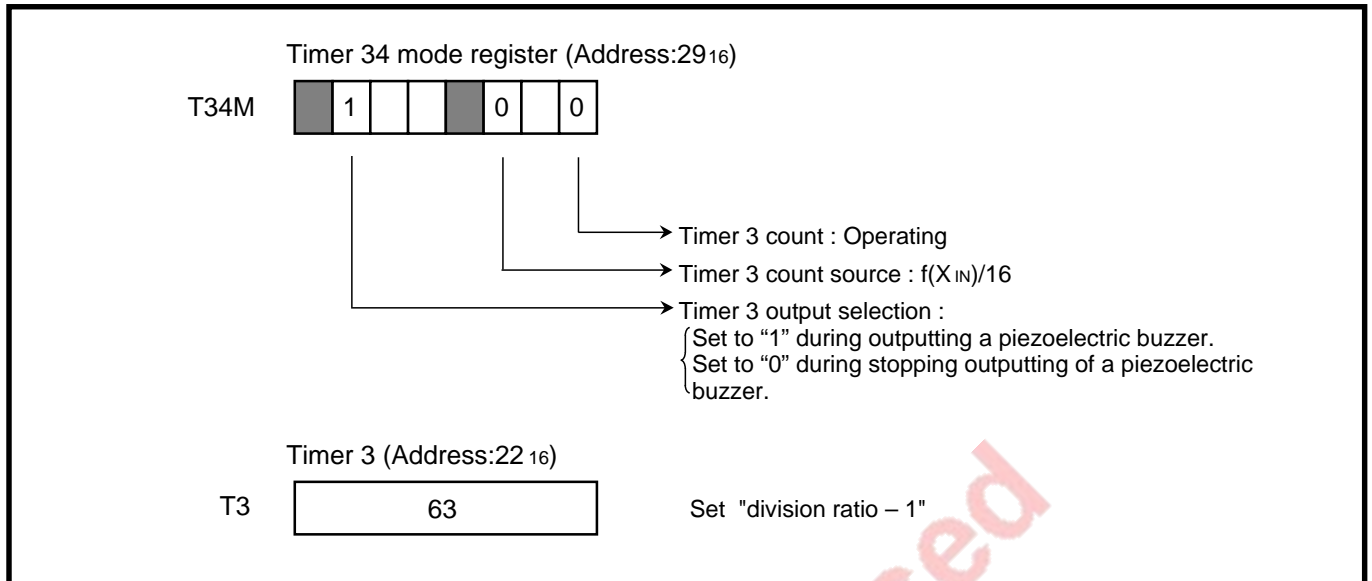 Timer 34 mode register (Address:2916)
T34M 1 0 0
Timer 3 count : Operating
Timer 3 count source : f(XIN)/16
Timer 3 output selection :
Set to “1” during outputting a piezoelectric buzzer.
Set to “0” during stopping outputting of a piezoelectric
buzzer.
Timer 3 (Address:2216)
T3 63 Set "division ratio – 1"
sed